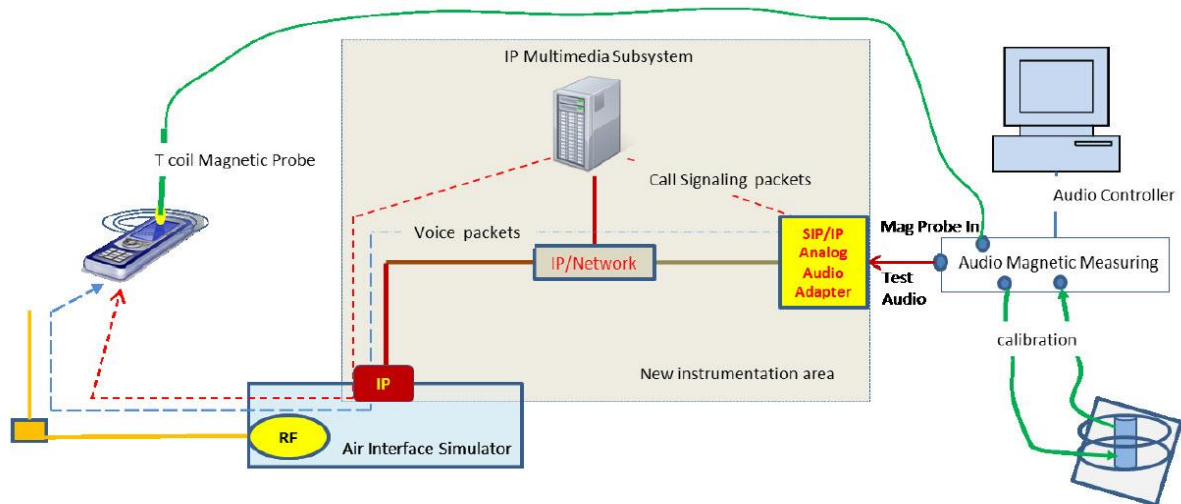 IP Multimedia Subsystem
T coil Magnetic Probe
Call Signaling packets
Audio Controller
Voice packets
SIP/IP
Analog
Audio
Adapter
Mag Probe In
IP/Network
Audio Magnetic Measuring
Test
Audio
calibration
IP
New instrumentation area
RF
Air Interface Simulator